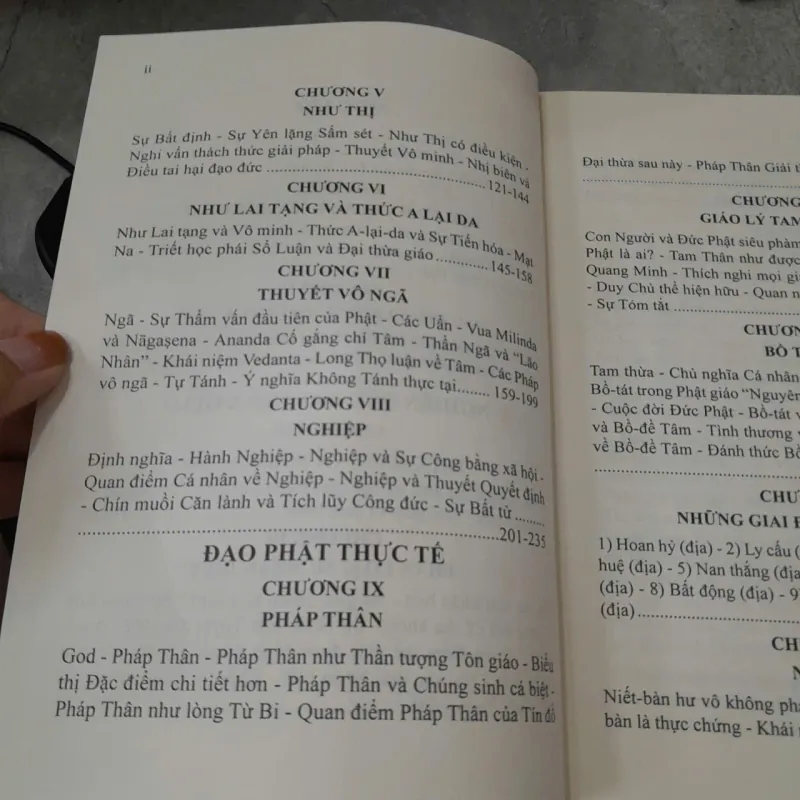 ii
CHƯƠNG V
NHƯ THỊ
Sự Bất định - Sự Yên lặng Sấm sét - Như Thị có điều kiện -
Nghi vấn thách thức giải pháp - Thuyết Vô minh - Nhị biên và
Điều tai hại đạo đức ............ 121-144
CHƯƠNG VI
NHƯ LAI TẠNG VÀ THỨC A LẠI DA
Như Lai tạng và Vô minh - Thức A-lại-da và Sự Tiến hóa - Mạt
Na - Triết học phái Số Luận và Đại thừa giáo ............ 145-158
CHƯƠNG VII
THUYẾT VÔ NGÃ
Ngã - Sự Thẩm vấn đầu tiên của Phật - Các Uẩn - Vua Milinda
và Nāgaşena - Ananda Cố gắng chí Tâm - Thần Ngã và “Lão
Nhân” - Khái niệm Vedanta - Long Thọ luận về Tâm - Các Pháp
vô ngã - Tự Tánh - Ý nghĩa Không Tánh thực tại ............ 159-199
CHƯƠNG VIII
NGHIỆP
Định nghĩa - Hành Nghiệp - Nghiệp và Sự Công bằng xã hội -
Quan điểm Cá nhân về Nghiệp - Nghiệp và Thuyết Quyết định
- Chín muồi Căn lành và Tích lũy Công đức - Sự Bất tử ........
............ 201-235
ĐẠO PHẬT THỰC TẾ
CHƯƠNG IX
PHÁP THÂN
God - Pháp Thân - Pháp Thân như Thần tượng Tôn giáo - Biểu
thị Đặc điểm chi tiết hơn - Pháp Thân và Chúng sinh cá biệt -
Pháp Thân như lòng Từ Bi - Quan điểm Pháp Thân của Tín đồ
Đại thừa sau này - Pháp Thân Giải
CHƯƠNG
GIÁO LÝ TAM
Con Người và Đức Phật siêu phàm
Phật là ai? - Tam Thân như được
Quang Minh - Thích nghi mọi
- Duy Chủ thể hiện hữu - Quan
- Sự Tóm tắt ............
CHƯƠNG
BỒ
Tam thừa - Chủ nghĩa Cá nhân
Bồ-tát trong Phật giáo “Nguyên
- Cuộc đời Đức Phật - Bồ-tát
và Bồ-đề Tâm - Tình thương
về Bồ-đề Tâm - Đánh thức
NHỮNG GIAI
1) Hoan hỷ (địa) - 2) Ly cấu
huệ (địa) - 5) Nan thắng (địa)
(địa) - 8) Bất động (địa) - 9
(địa) ............
Niết-bàn hư vô không
bàn là thực chứng - Khái